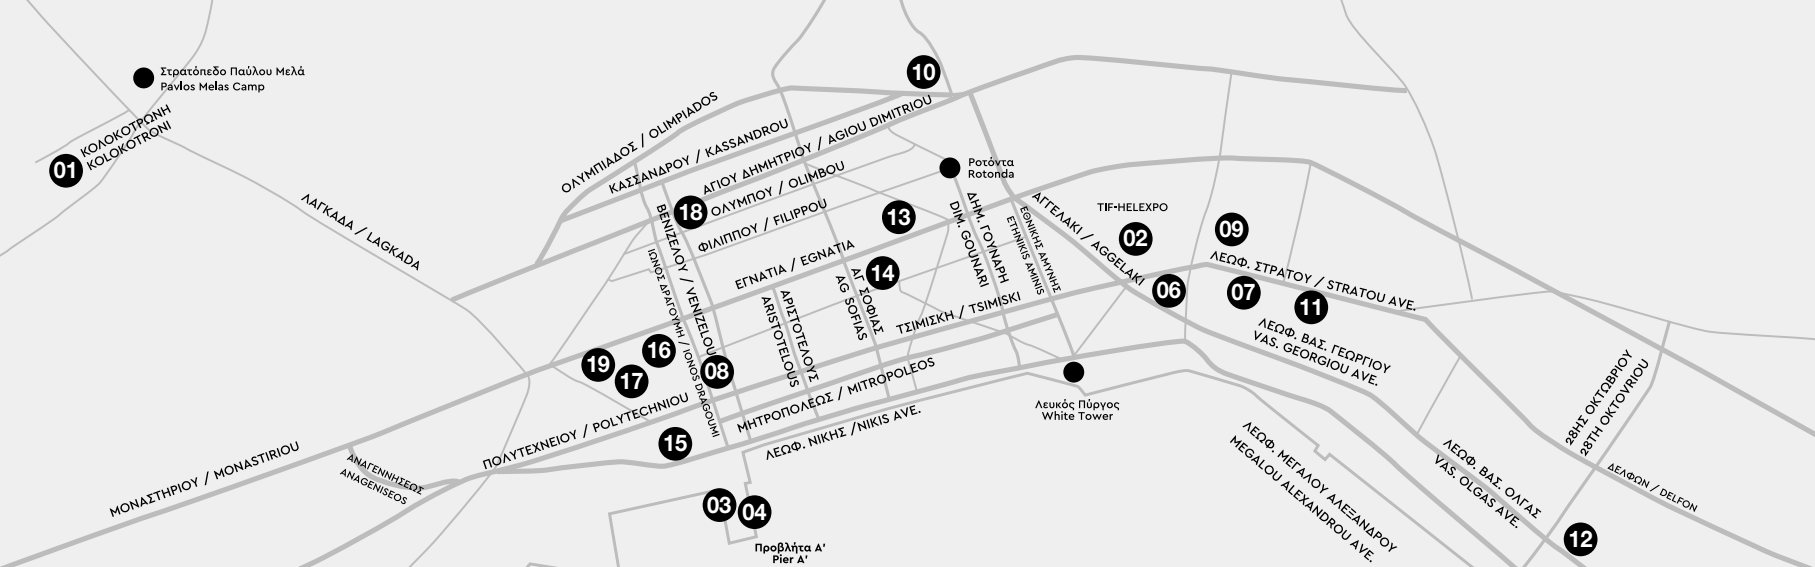 Στρατόπεδο Παύλου Μελά
Pavlos Melas Camp
01
ΚΟΛΟΚΟΤΡΩΝΗ
KOLOKOTRONI
ΛΑΓΚΑΔΑ / LAGKADA
ΟΛΥΜΠΙΑΔΟΣ / OLIMPIADOS
10
ΚΑΣΣΑΝΔΡΟΥ / KASSANDROU
ΑΓΙΟΥ ΔΗΜΗΤΡΙΟΥ / AGIOU DIMITRIOU
18
ΟΛΥΜΠΟΥ / OLIMBOU
ΦΙΛΙΠΠΟΥ / FILIPPOU
Ροτόντα
Rotonda
13
ΕΓΝΑΤΙΑ / EGNATIA
ΒΕΝΙΖΕΛΟΥ / VENIZELOU
ΙΩΝΟΣ ΔΡΑΓΟΥΜΗ / IONOS DRAGOUMI
14
ΑΓ. ΣΟΦΙΑΣ
AG. SOFIAS
ΑΡΙΣΤΟΤΕΛΟΥΣ
ARISTOTELOUS
ΔΗΜ. ΓΟΥΝΑΡΗ
DIM. GOUNARI
ΕΘΝΙΚΗΣ ΑΜΥΝΗΣ
ETHNIKIS AMINIS
ΑΓΓΕΛΑΚΙ / AGGELAKI
TIF-HELEXPO
02
09
ΛΕΩΦ. ΣΤΡΑΤΟΥ / STRATOU AVE.
06
07
11
ΤΣΙΜΙΣΚΗ / TSIMISKI
ΛΕΩΦ. ΒΑΣ. ΓΕΩΡΓΙΟΥ
VAS. GEORGIOU AVE.
19
17
16
08
ΜΗΤΡΟΠΟΛΕΩΣ / MITROPOLEOS
ΠΟΛΥΤΕΧΝΕΙΟΥ / POLYTECHNIOU
15
ΛΕΩΦ. ΝΙΚΗΣ /NIKIS AVE.
Λευκός Πύργος
White Tower
ΜΟΝΑΣΤΗΡΙΟΥ / MONASTIRIOU
ΑΝΑΓΕΝΝΗΣΕΩΣ
ANAGENISEOS
03
04
Προβλήτα Α'
Pier A'
ΛΕΩΦ. ΜΕΓΑΛΟΥ ΑΛΕΞΑΝΔΡΟΥ
MEGALOU ALEXANDROU AVE.
ΛΕΩΦ. ΒΑΣ. ΟΛΓΑΣ
VAS. OLGAS AVE.
28ΗΣ ΟΚΤΩΒΡΙΟΥ
28TH OKTOVRIOU
ΔΕΛΦΩΝ / DELFON
12